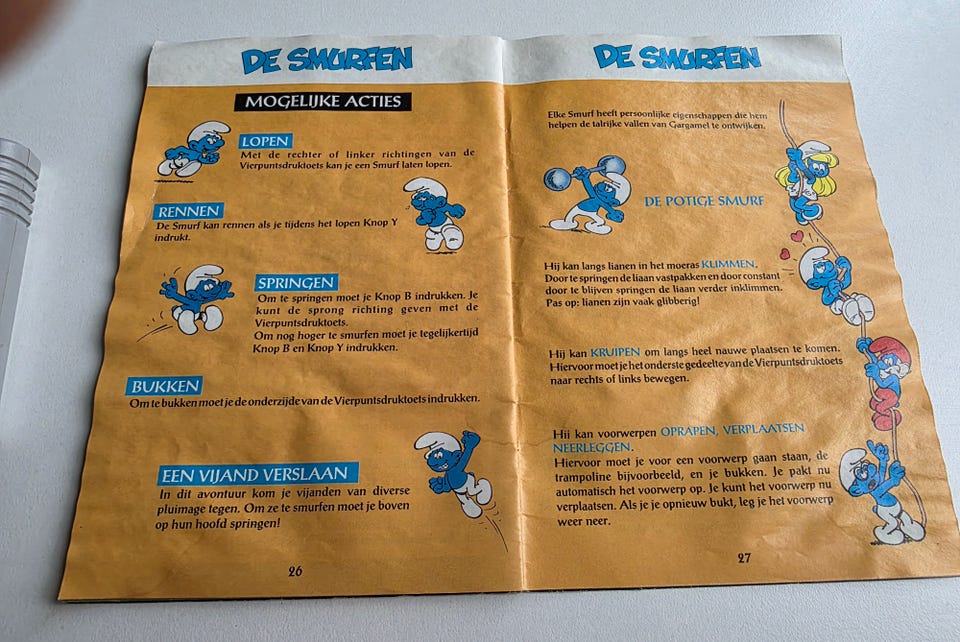 DE SMURFEN
MOGELIJKE ACTIES
LOPEN
Met de rechter of linker richtingen van de
Vierpuntsdruktoets kan je een Smurf laten lopen.
RENNEN
De Smurf kan rennen als je tijdens het lopen Knop Y
indrukt.
SPRINGEN
Om te springen moet je Knop B indrukken. Je
kunt de sprong richting geven met de
Vierpuntsdruktoets.
Om nog hoger te smurfen moet je tegelijkertijd
Knop B en Knop Y indrukken.
BUKKEN
Om te bukken moet je de onderzijde van de Vierpuntsdruktoets indrukken.
EEN VIJAND VERSLAAN
In dit avontuur kom je vijanden van diverse
pluimage tegen. Om ze te smurfen moet je boven
op hun hoofd springen!
26
DE SMURFEN
Elke Smurf heeft persoonlijke eigenschappen die hem
helpen de talrijke vallen van Gargamel te ontwijken.
DE POTIGE SMURF
Hij kan langs lianen in het moeras KLIMMEN.
Door te springen de liaan vastpakken en door constant
door te blijven springen de liaan verder inklimmen.
Pas op: lianen zijn vaak glibberig!
Hij kan KRUIPEN om langs heel nauwe plaatsen te komen.
Hiervoor moet je het onderste gedeelte van de Vierpuntsdruktoets
naar rechts of links bewegen.
Hij kan voorwerpen OPRAPEN, VERPLAATSEN
NEERLEGGEN.
Hiervoor moet je voor een voorwerp gaan staan, de
trampoline bijvoorbeeld, en je bukken. Je pakt nu
automatisch het voorwerp op. Je kunt het voorwerp nu
verplaatsen. Als je je opnieuw bukt, leg je het voorwerp
weer neer.
27